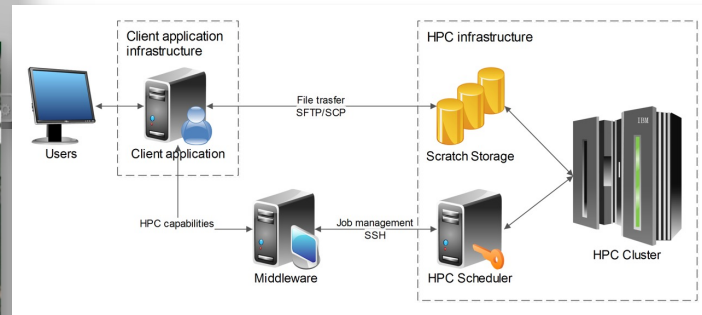 Client application
infrastructure
HPC infrastructure
File trasfer
SFTP/SCP
Users
Client application
Scratch Storage
IBM
HPC capabilities
Job management
SSH
Middleware
HPC Scheduler
HPC Cluster